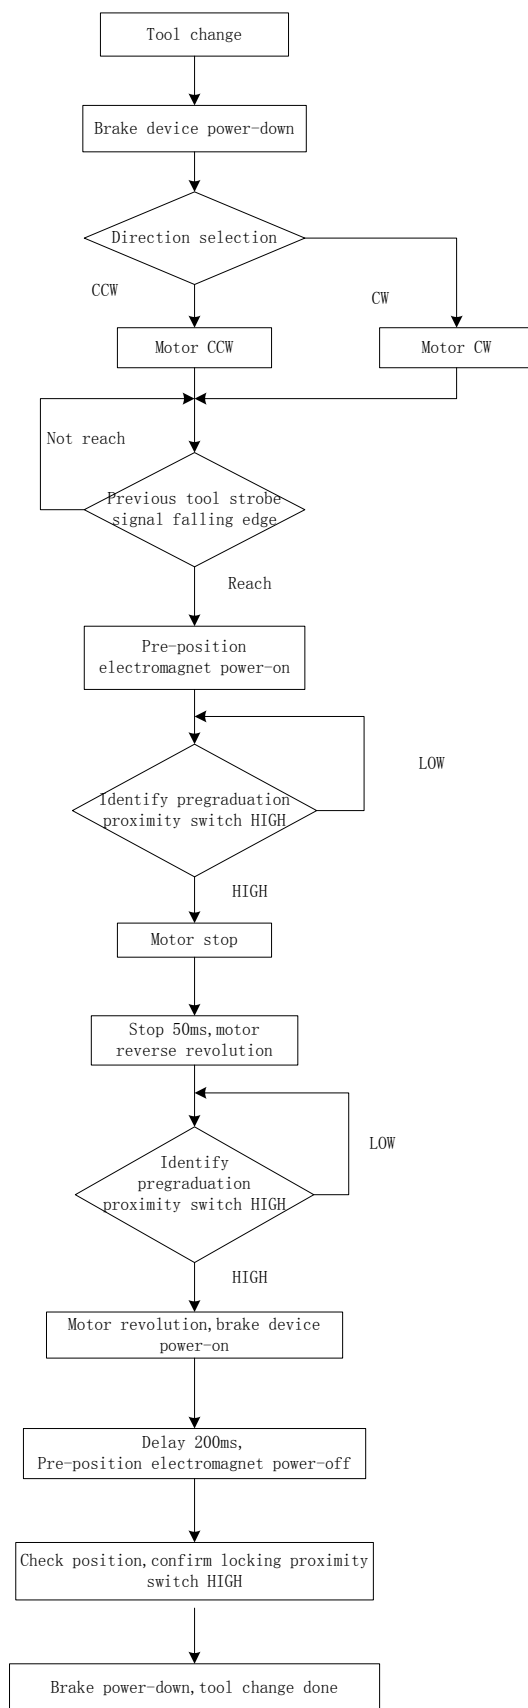 Tool change
Brake device power-down
Direction selection
CCW
CW
Motor CCW
Motor CW
Not reach
Previous tool strobe
signal falling edge
Reach
Pre-position
electromagnet power-on
LOW
Identify pregraduation
proximity switch HIGH
HIGH
Motor stop
Stop 50ms,motor
reverse revolution
LOW
Identify
pregraduation
proximity switch HIGH
HIGH
Motor revolution,brake device
power-on
Delay 200ms,
Pre-position electromagnet power-off
Check position,confirm locking proximity
switch HIGH
Brake power-down,tool change done